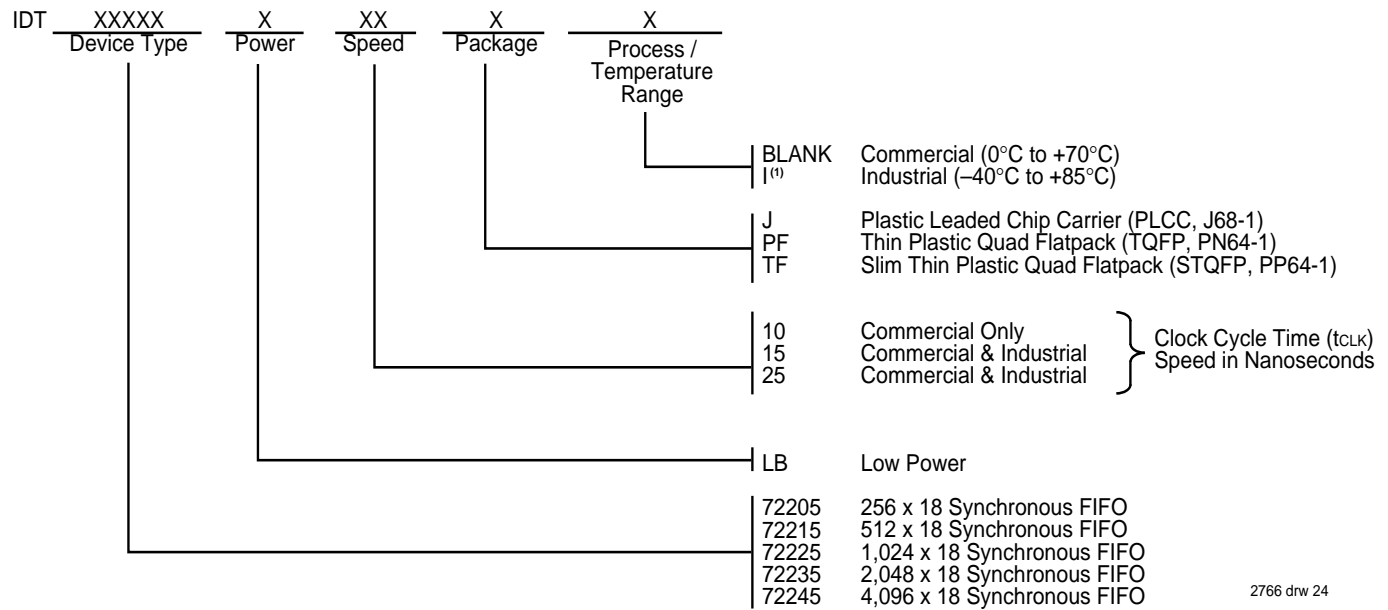 IDT XXXXX X XX X X
Device Type Power Speed Package Process /
Temperature
Range
BLANK Commercial (0°C to +70°C)
I(1) Industrial (–40°C to +85°C)
J Plastic Leaded Chip Carrier (PLCC, J68-1)
PF Thin Plastic Quad Flatpack (TQFP, PN64-1)
TF Slim Thin Plastic Quad Flatpack (STQFP, PP64-1)
10 Commercial Only
15 Commercial & Industrial
25 Commercial & Industrial
Clock Cycle Time (tCLK)
Speed in Nanoseconds
LB Low Power
72205 256 x 18 Synchronous FIFO
72215 512 x 18 Synchronous FIFO
72225 1,024 x 18 Synchronous FIFO
72235 2,048 x 18 Synchronous FIFO
72245 4,096 x 18 Synchronous FIFO
2766 drw 24